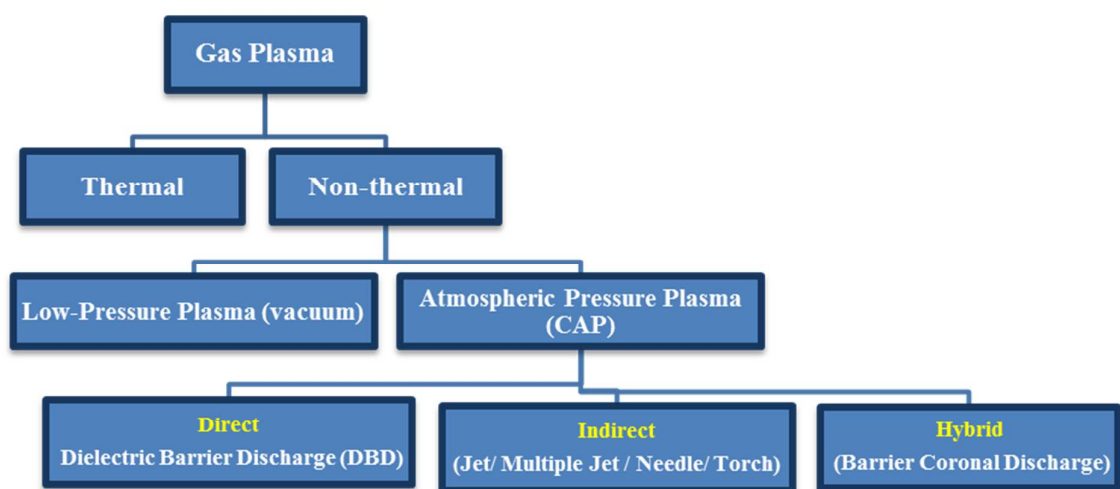 Gas Plasma
Thermal
Non-thermal
Low-Pressure Plasma (vacuum)
Atmospheric Pressure Plasma
(CAP)
Direct
Dielectric Barrier Discharge (DBD)
Indirect
(Jet/ Multiple Jet / Needle/ Torch)
Hybrid
(Barrier Coronal Discharge)